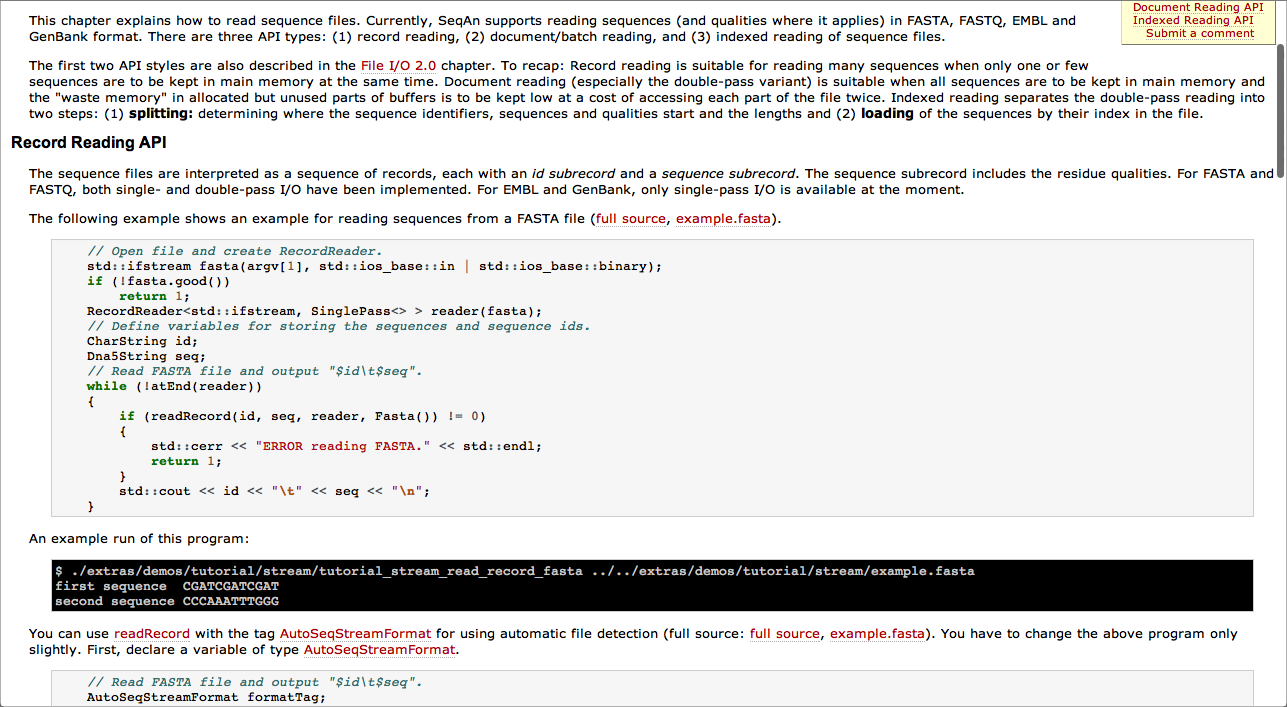 This chapter explains how to read sequence files. Currently, SeqAn supports reading sequences (and qualities where it applies) in FASTA, FASTQ, EMBL and
GenBank format. There are three API types: (1) record reading, (2) document/batch reading, and (3) indexed reading of sequence files.
Document Reading API
Indexed Reading API
Submit a comment
The first two API styles are also described in the File I/O 2.0 chapter. To recap: Record reading is suitable for reading many sequences when only one or few
sequences are to be kept in main memory at the same time. Document reading (especially the double-pass variant) is suitable when all sequences are to be kept in main memory and
the "waste memory" in allocated but unused parts of buffers is to be kept low at a cost of accessing each part of the file twice. Indexed reading separates the double-pass reading into
two steps: (1) splitting: determining where the sequence identifiers, sequences and qualities start and the lengths and (2) loading of the sequences by their index in the file.
Record Reading API
The sequence files are interpreted as a sequence of records, each with an id subrecord and a sequence subrecord. The sequence subrecord includes the residue qualities. For FASTA and
FASTQ, both single- and double-pass I/O have been implemented. For EMBL and GenBank, only single-pass I/O is available at the moment.
The following example shows an example for reading sequences from a FASTA file (full source, example.fasta).
// Open file and create RecordReader.
std::ifstream fasta(argv[1], std::ios_base::in | std::ios_base::binary);
if (!fasta.good())
return 1;
RecordReader<std::ifstream, SinglePass<> > reader(fasta);
// Define variables for storing the sequences and sequence ids.
CharString id;
Dna5String seq;
// Read FASTA file and output "$id\t$seq".
while (!atEnd(reader))
{
if (readRecord(id, seq, reader, Fasta()) != 0)
{
std::cerr << "ERROR reading FASTA." << std::endl;
return 1;
}
std::cout << id << "\t" << seq << "\n";
}
An example run of this program:
$ ./extras/demos/tutorial/stream/tutorial_stream_read_record_fasta ../../extras/demos/tutorial/stream/example.fasta
first sequence  CGATCGATCGAT
second sequence CCCAAATTTGGG
You can use readRecord with the tag AutoSeqStreamFormat for using automatic file detection (full source: full source, example.fasta). You have to change the above program only
slightly. First, declare a variable of type AutoSeqStreamFormat.
// Read FASTA file and output "$id\t$seq".
AutoSeqStreamFormat formatTag;